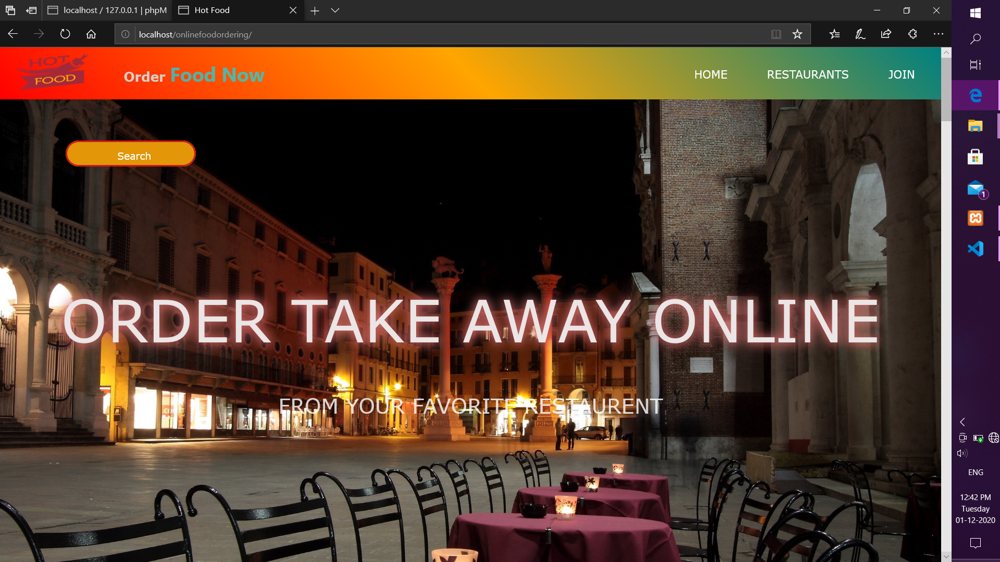 localhost / 127.0.0.1 | phpM
Hot Food
localhost/onlinefoodordering/
HOT
FOOD
Order Food Now
HOME
RESTAURANTS
JOIN
Search
ORDER TAKE AWAY ONLINE
FROM YOUR FAVORITE RESTAURENT
1
ENG
12:42 PM
Tuesday
01-12-2020